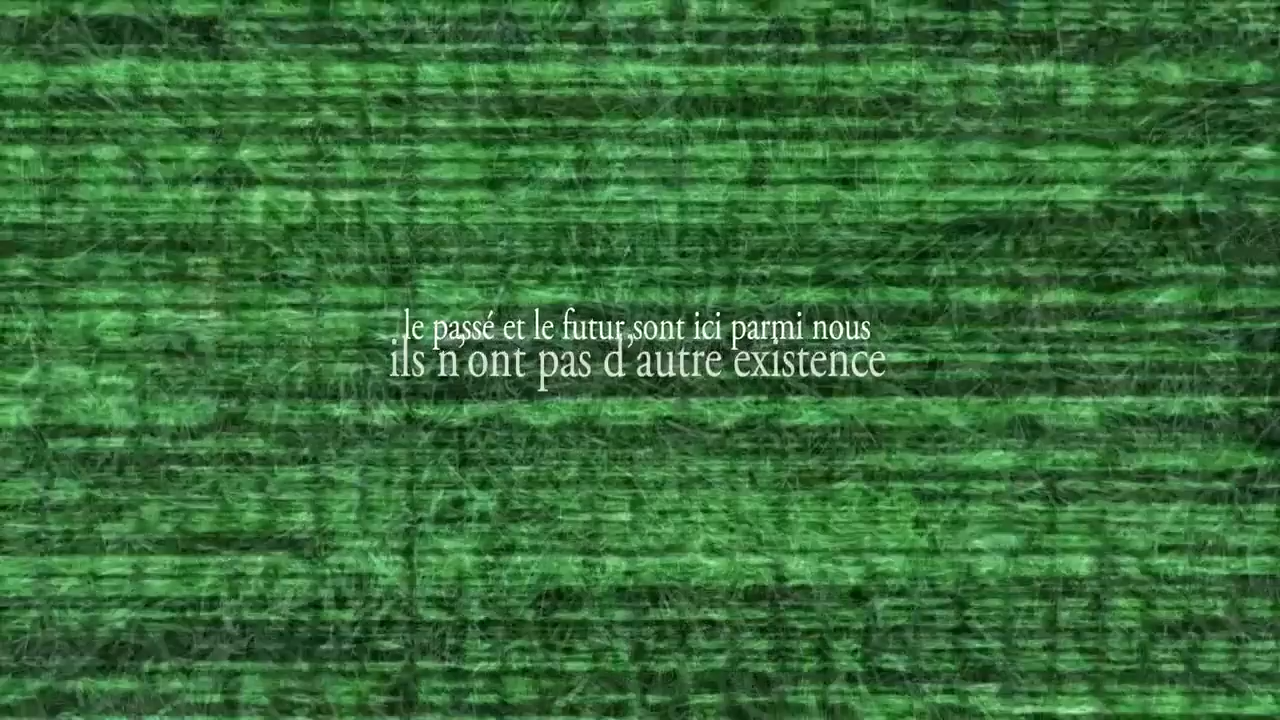 le passé et le futur,sont ici parmi nous
ils n'ont pas d'autre existence